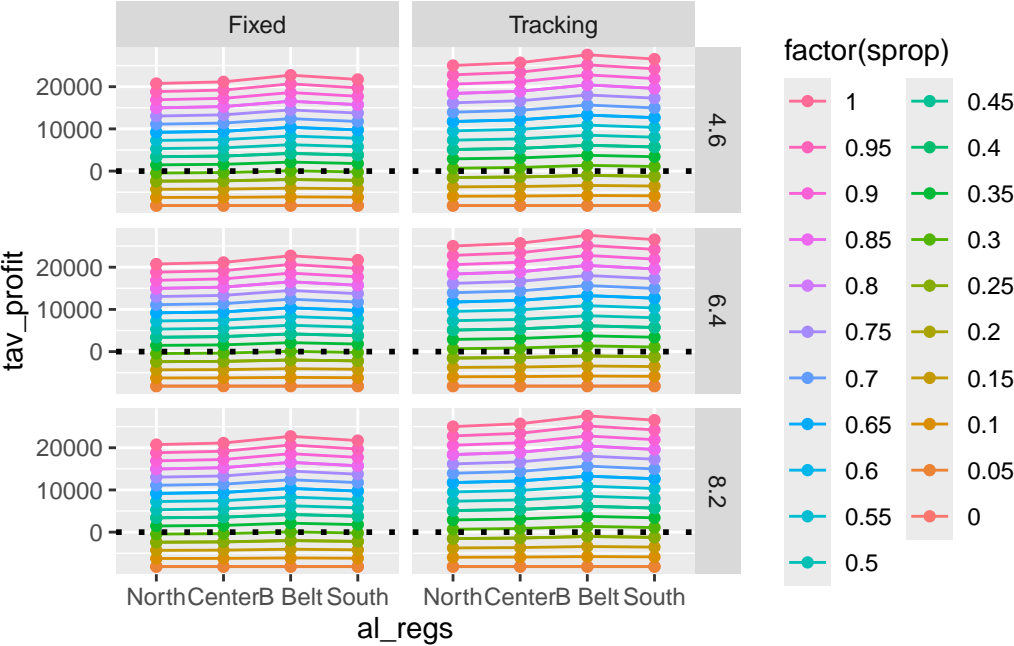 Fixed
Tracking
20000
10000
0
4.6
20000
10000
0
6.4
20000
10000
0
8.2
tav_profit
North
Center
B Belt
South
North
Center
B Belt
South
al_regs
factor(sprop)
1
0.95
0.9
0.85
0.8
0.75
0.7
0.65
0.6
0.55
0.5
0.45
0.4
0.35
0.3
0.25
0.2
0.15
0.1
0.05
0